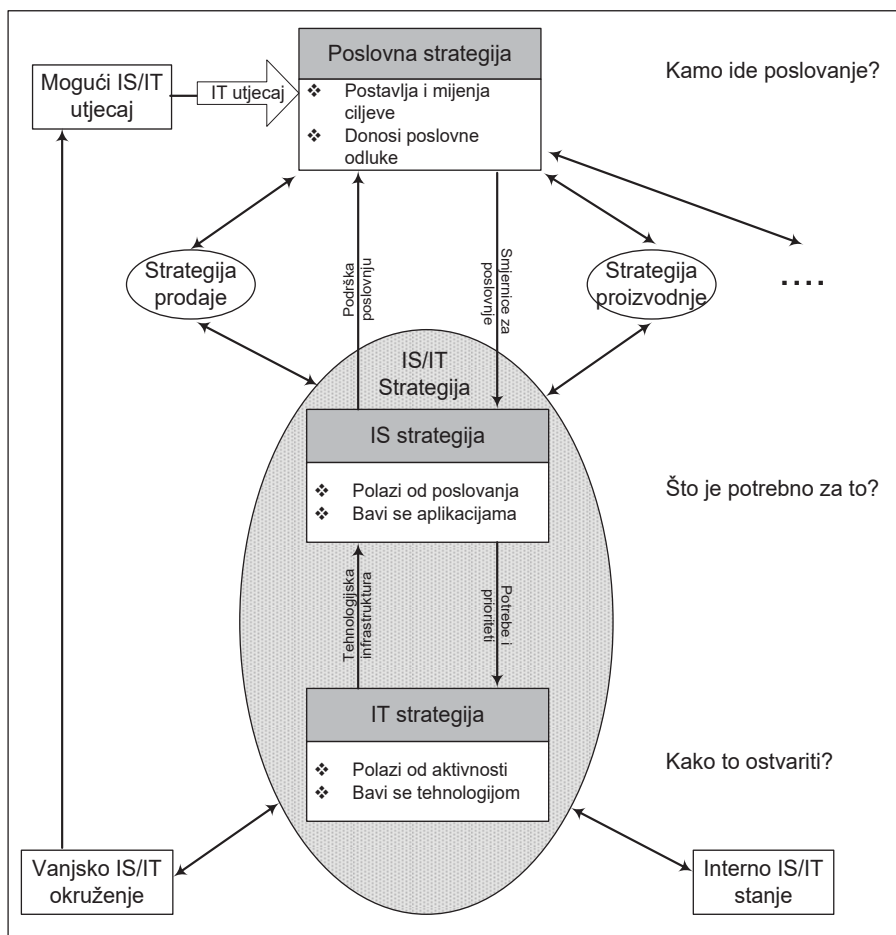 Poslovna strategija
❖ Postavlja i mijenja
ciljeve
❖ Donosi poslovne
odluke
Kamo ide poslovanje?
Mogući IS/IT
utjecaj
IT utjecaj
Strategija
prodaje
Podrška
poslovnju
Smjernice za
poslovnje
Strategija
proizvodnje
....
IS/IT
Strategija
IS strategija
❖ Polazi od poslovanja
❖ Bavi se aplikacijama
Što je potrebno za to?
Tehnologijska
infrastruktura
Potrebe i
prioriteti
IT strategija
❖ Polazi od aktivnosti
❖ Bavi se tehnologijom
Kako to ostvariti?
Vanjsko IS/IT
okruženje
Interno IS/IT
stanje